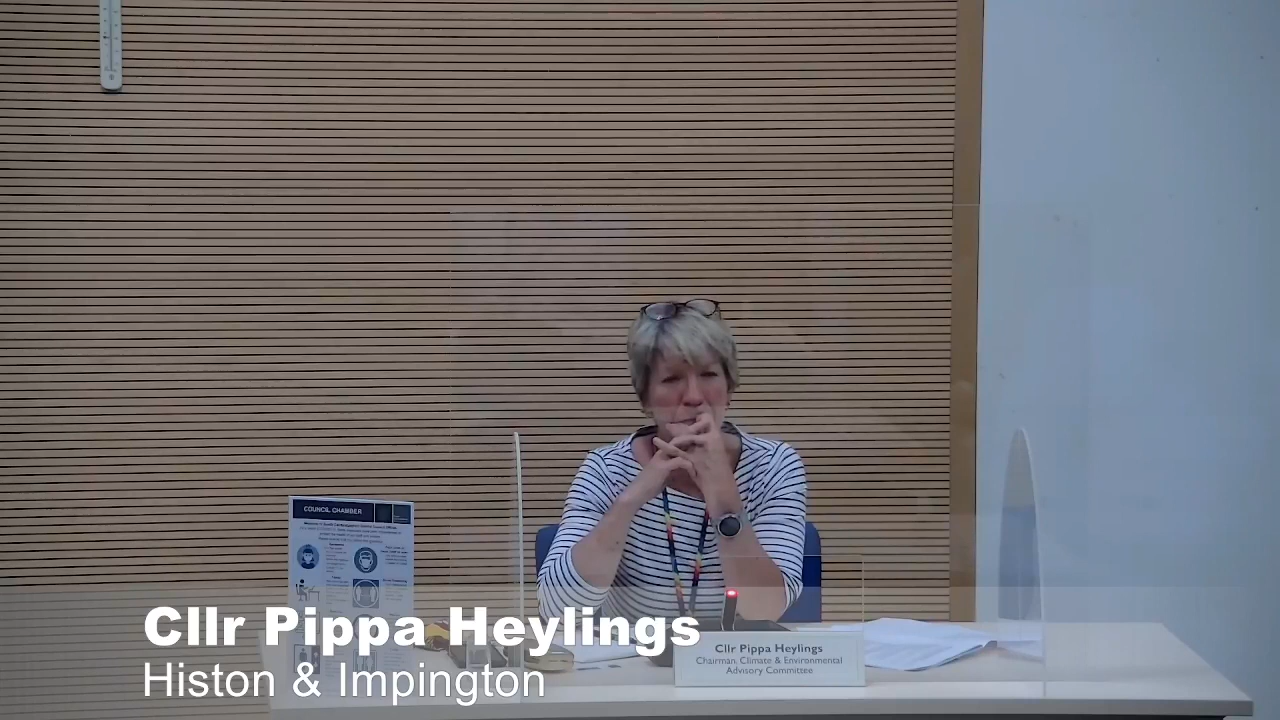 COUNCIL CHAMBER
Cllr Pippa Heylings
Histon & Impington
Cllr Pippa Heylings
Chairman, Climate & Environmental
Advisory Committee